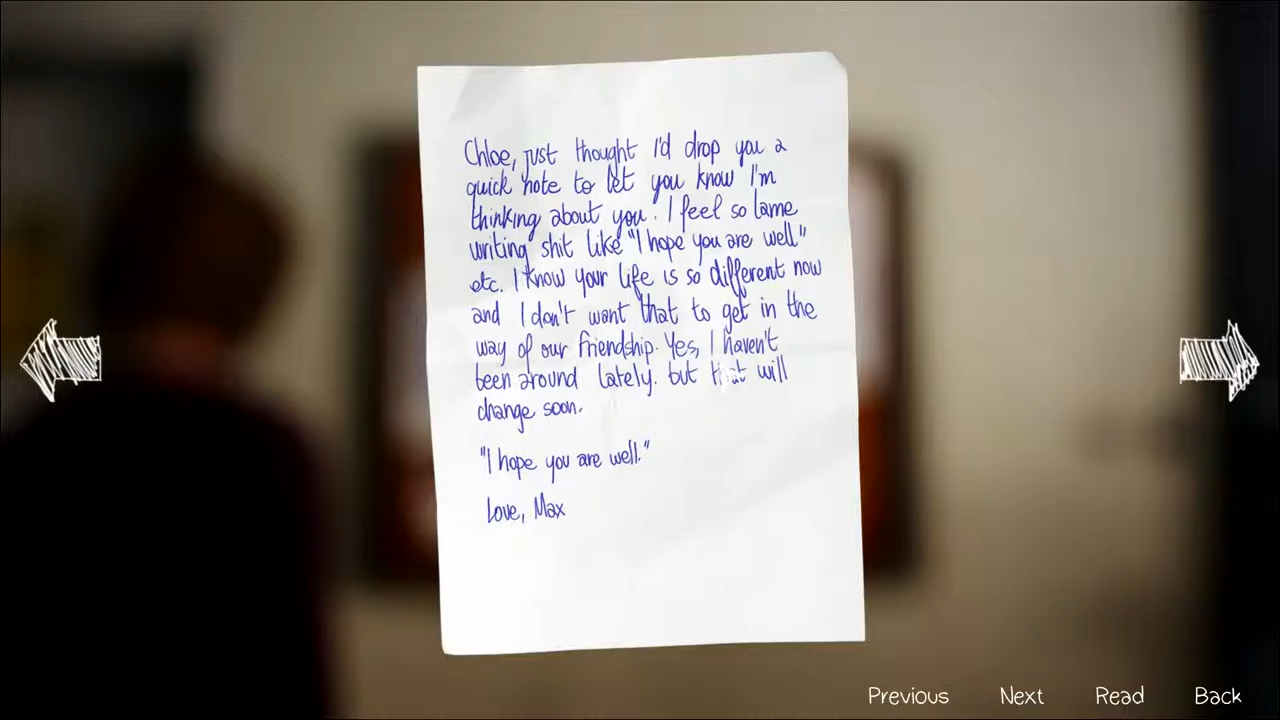 Chloe, just thought I'd drop you a
quick note to let you know I'm
thinking about you. I feel so lame
writing shit like "I hope you are well"
etc. I know your life is so different now
and I don't want that to get in the
way of our friendship. Yes, I haven't
been around lately. but that will
change soon.
"I hope you are well."
Love, Max
Previous Next Read Back